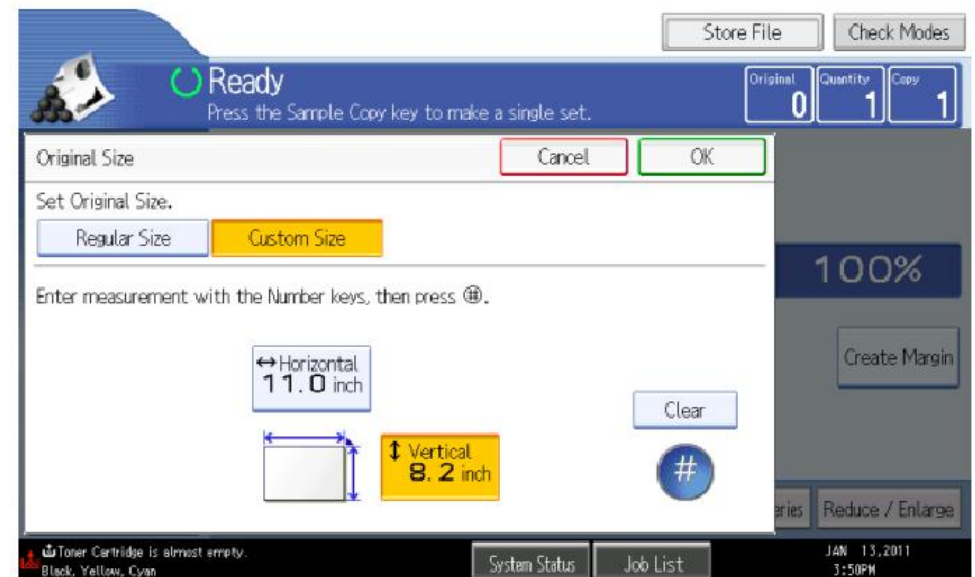 Store File
Check Modes
Ready
Press the Sample Copy key to make a single set.
Original
0
Quantity
1
Copy
1
Original Size
Cancel
OK
Set Original Size.
Regular Size
Custom Size
100%
Enter measurement with the Number keys, then press #.
↔Horizontal
11.0 inch
Create Margin
Clear
↕ Vertical
8.2 inch
#
Reduce / Enlarge
Toner Cartridge is almost empty.
Black, Yellow, Cyan
System Status
Job List
JAN 13,2011
3:50PM